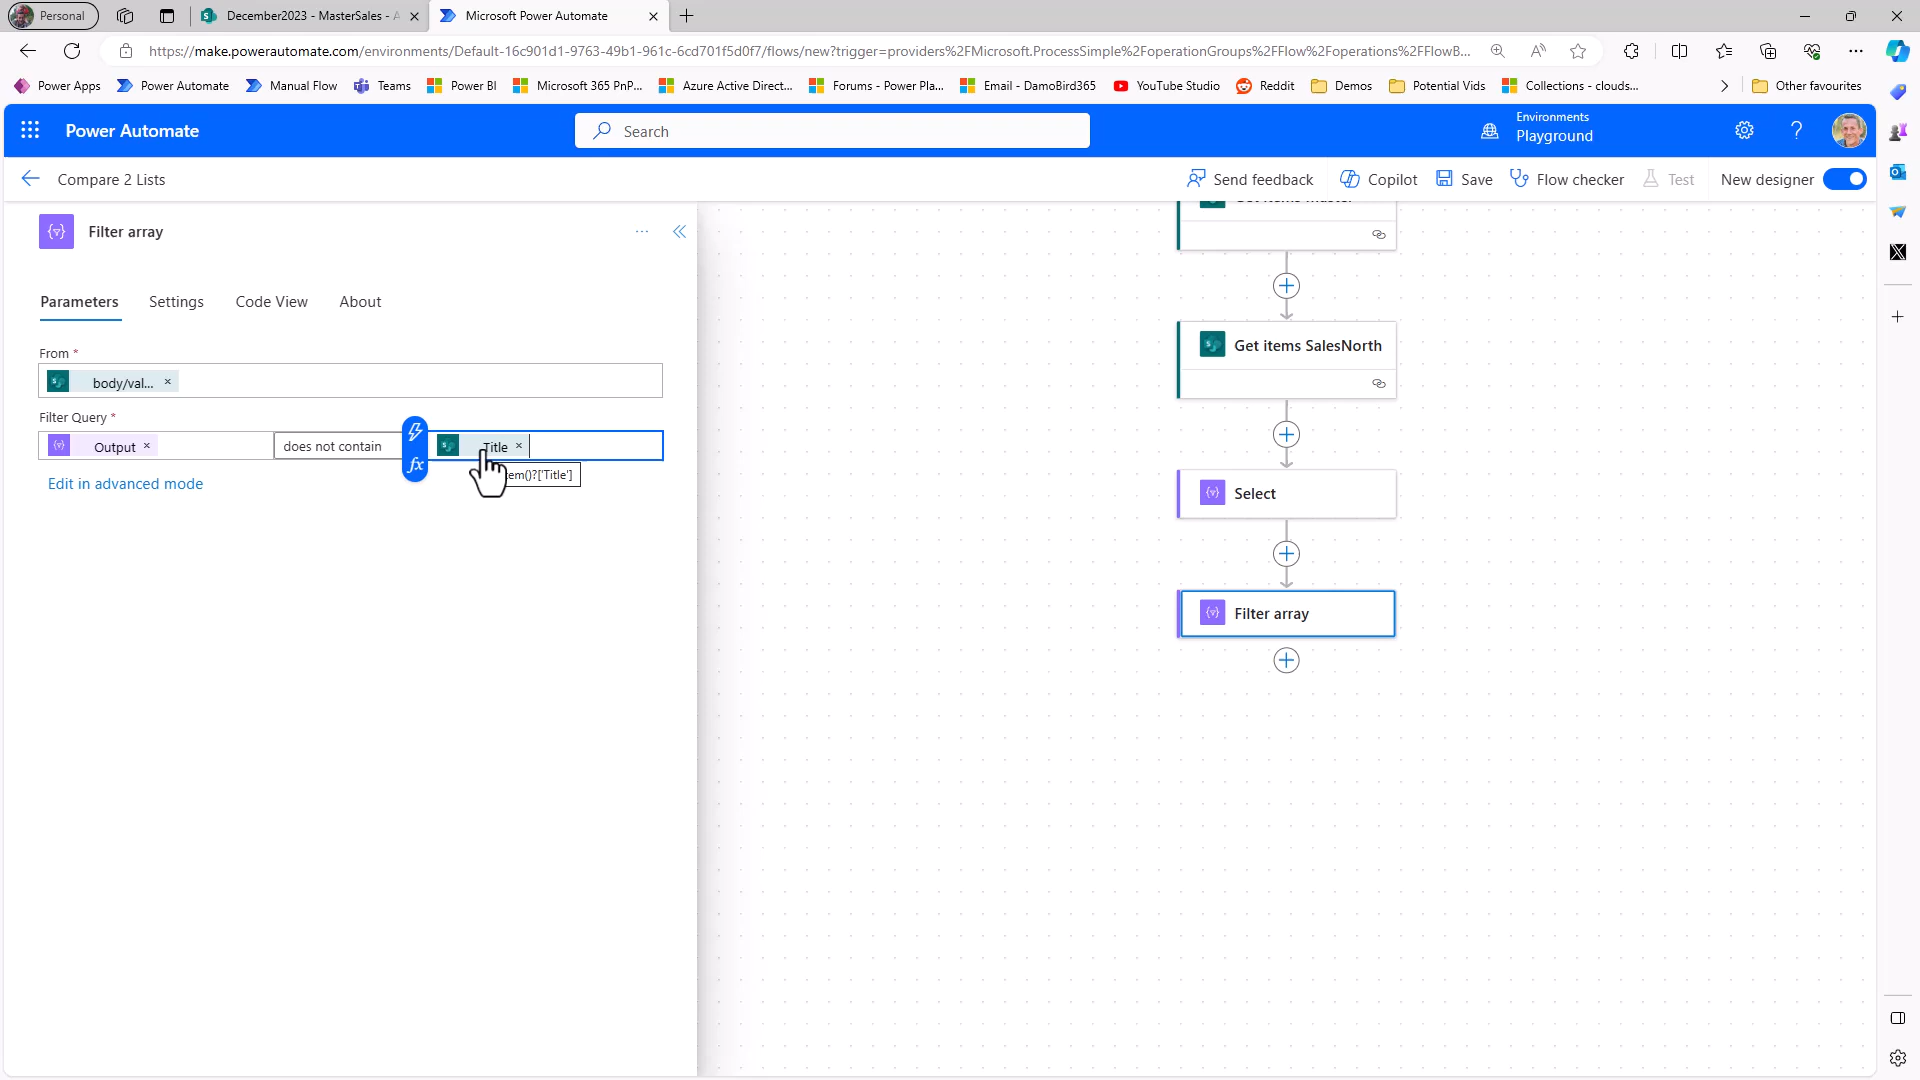 Personal
December2023 - MasterSales - A
Microsoft Power Automate
https://make.powerautomate.com/environments/Default-16c901d1-9763-49b1-961c-6cd701f5d0f7/flows/new?trigger=providers%2FMicrosoft.ProcessSimple%2FoperationGroups%2FFlow%2Foperations%2FFlowB...
Power Apps
Power Automate
Manual Flow
Teams
Power BI
Microsoft 365 PnP...
Azure Active Direct...
Forums - Power Pla...
Email - DamoBird365
YouTube Studio
Reddit
Demos
Potential Vids
Collections - clouds...
Other favourites
Power Automate
Search
Environments
Playground
Compare 2 Lists
Send feedback
Copilot
Save
Flow checker
Test
New designer
Filter array
Parameters
Settings
Code View
About
From *
body/val... ×
Filter Query *
Output ×
does not contain
fx
Title ×
tem()?['Title']
Edit in advanced mode
Get items SalesNorth
Select
Filter array